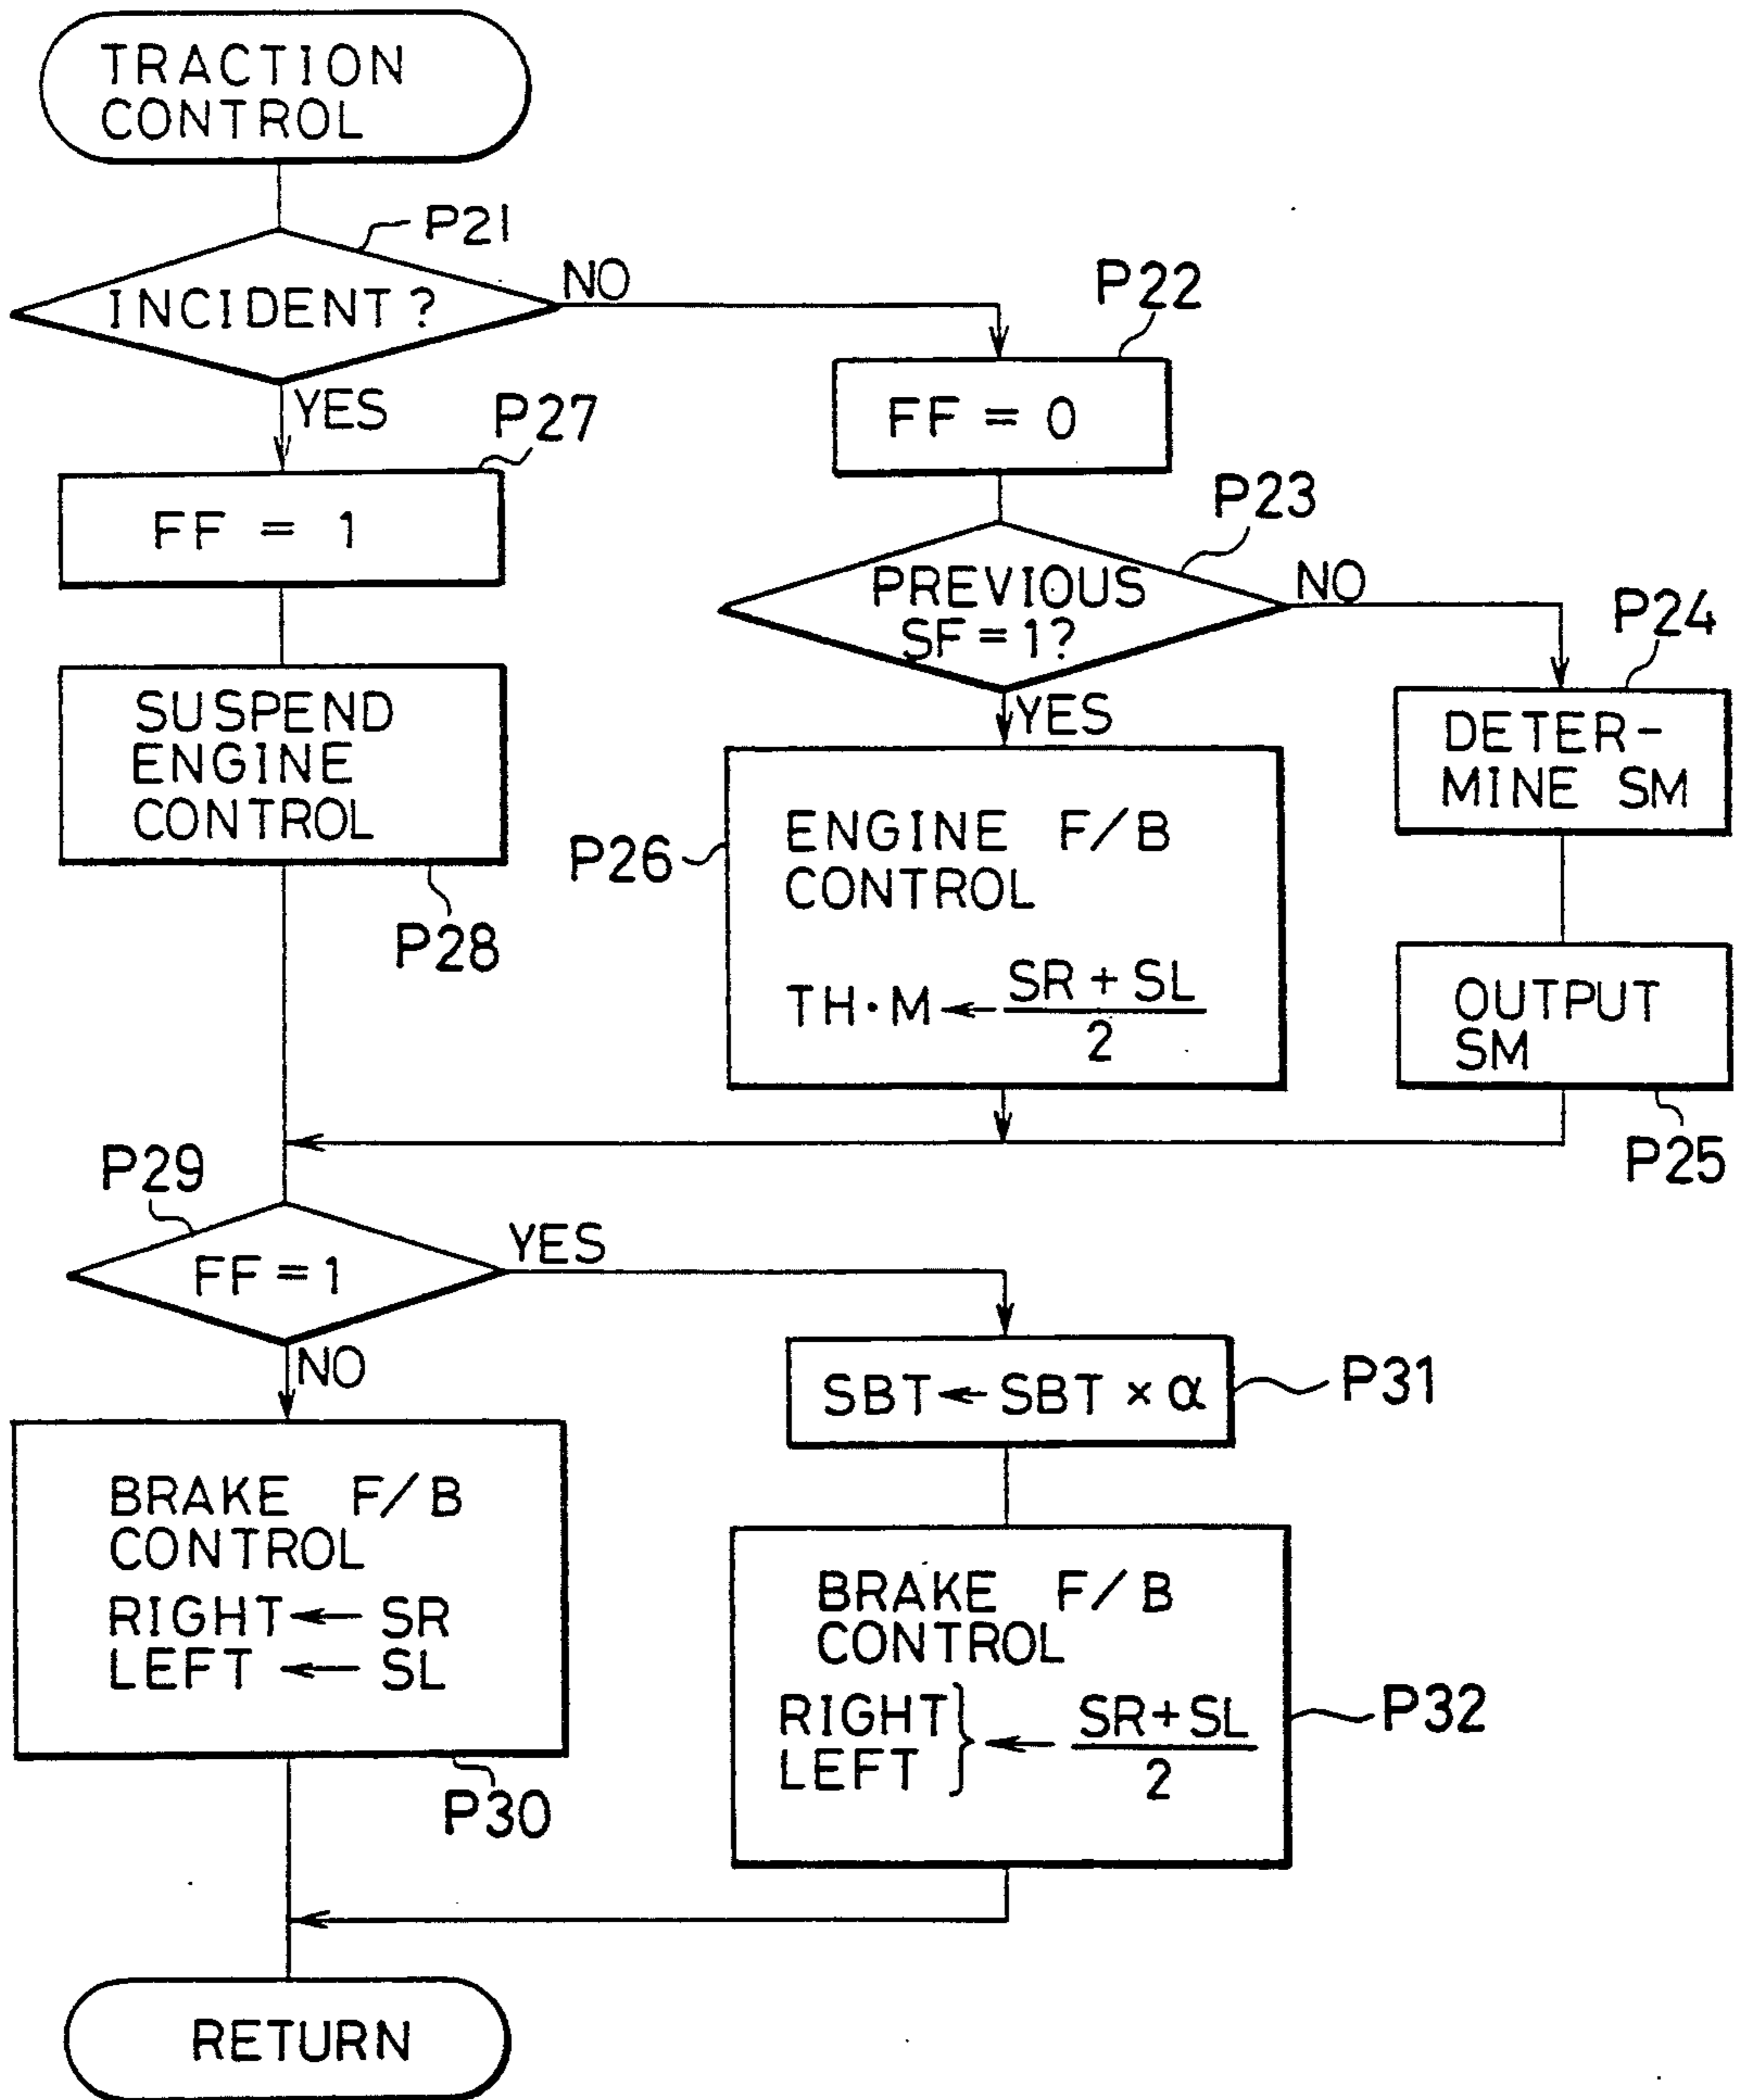 TRACTION
CONTROL
P21
INCIDENT ?
NO
YES
P22
FF = 0
P27
FF = 1
P23
PREVIOUS
SF = 1?
NO
YES
P24
DETER-
MINE SM
SUSPEND
ENGINE
CONTROL
P28
P26
ENGINE F/B
CONTROL
TH·M ← SR + SL
2
OUTPUT
SM
P25
P29
FF = 1
YES
NO
P31
SBT ← SBT × α
BRAKE F/B
CONTROL
RIGHT ← SR
LEFT ← SL
P30
BRAKE F/B
CONTROL
RIGHT
LEFT } ← SR+SL
2
P32
RETURN